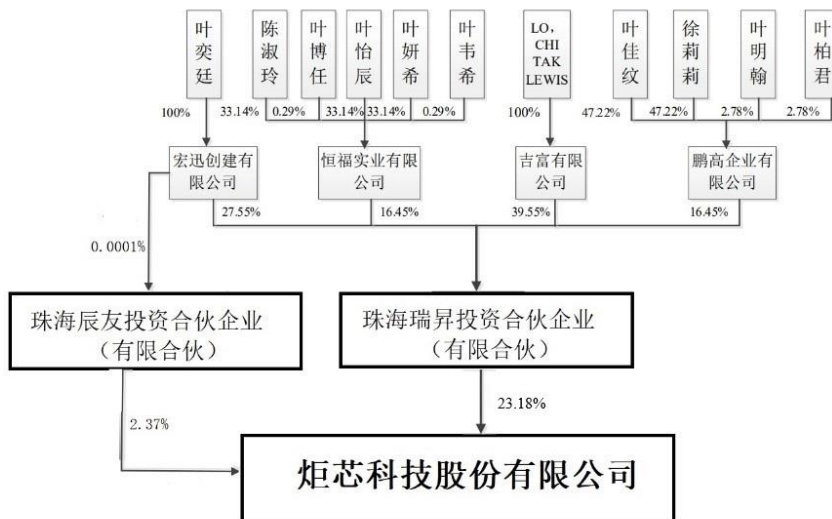 叶奕廷
陈淑玲
叶博任
叶怡辰
叶妍希
叶韦希
LO，
CHI
TAK
LEWIS
叶佳纹
徐莉莉
叶明翰
叶柏君
100%
33.14%
0.29%
33.14%
33.14%
0.29%
100%
47.22%
47.22%
2.78%
2.78%
宏迅创建有
限公司
恒福实业有限
公司
吉富有限公
司
鹏高企业有
限公司
27.55%
16.45%
39.55%
16.45%
0.0001%
珠海辰友投资合伙企业
（有限合伙）
珠海瑞昇投资合伙企业
（有限合伙）
2.37%
23.18%
炬芯科技股份有限公司